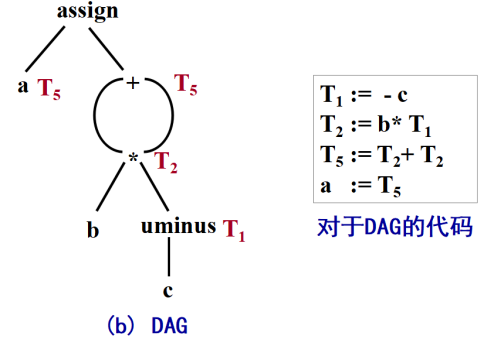 assign
a T5
+ T5
* T2
b
uminus T1
c
(b) DAG
T1 := - c
T2 := b* T1
T5 := T2+ T2
a := T5
对于DAG的代码